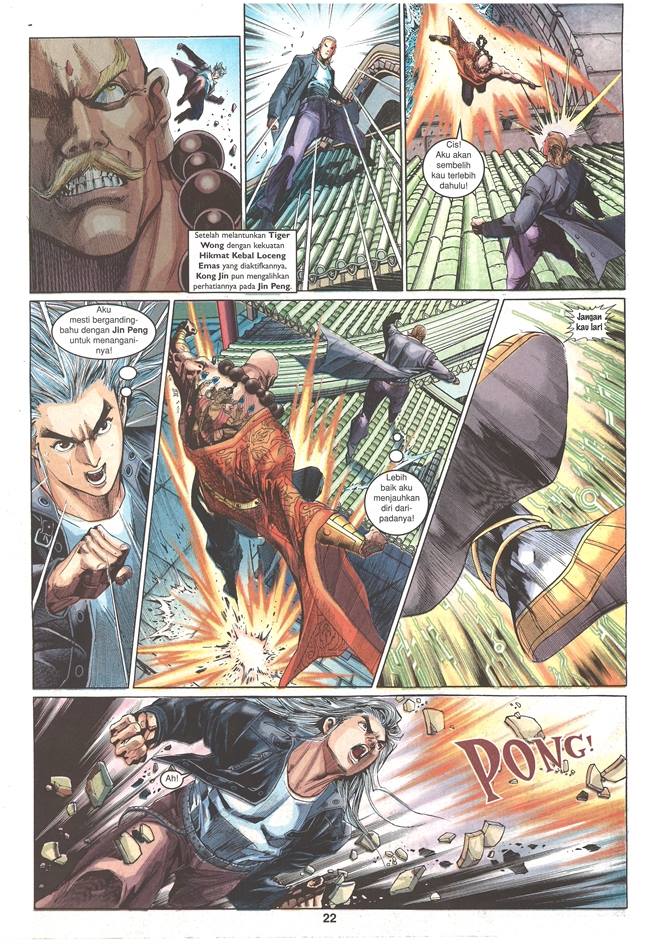 Setelah melantunkan Tiger
Wong dengan kekuatan
Hikmat Kebal Loceng
Emas yang diaktifkannya,
Kong Jin pun mengalihkan
perhatiannya pada Jin Peng.
Cis!
Aku akan
sembelih
kau terlebih
dahulu!
Aku
mesti berganding-
bahu dengan Jin Peng
untuk menangani-
nya!
Lebih
baik aku
menjauhkan
diri dari-
padanya!
Jangan
kau lari!
Ah!
PONG!
22